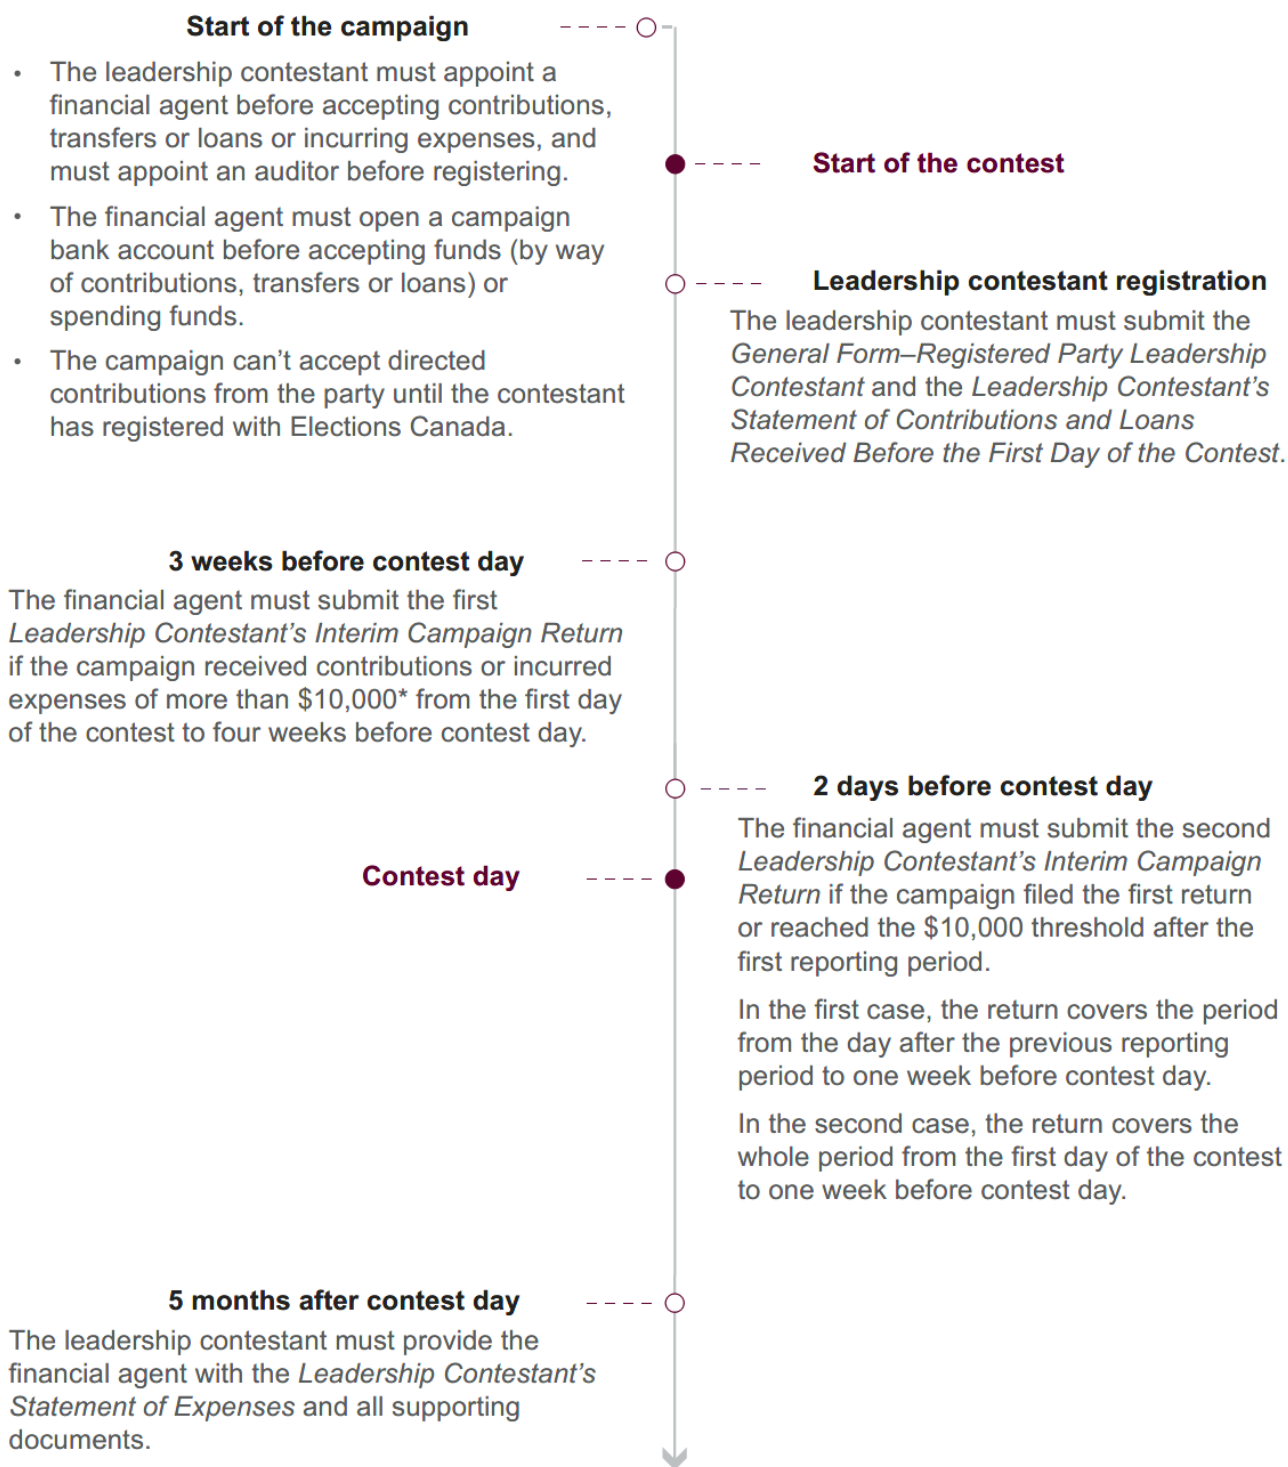 Start of the campaign
• The leadership contestant must appoint a
financial agent before accepting contributions,
transfers or loans or incurring expenses, and
must appoint an auditor before registering.
• The financial agent must open a campaign
bank account before accepting funds (by way
of contributions, transfers or loans) or
spending funds.
• The campaign can’t accept directed
contributions from the party until the contestant
has registered with Elections Canada.
Start of the contest
Leadership contestant registration
The leadership contestant must submit the
General Form–Registered Party Leadership
Contestant and the Leadership Contestant’s
Statement of Contributions and Loans
Received Before the First Day of the Contest.
3 weeks before contest day
The financial agent must submit the first
Leadership Contestant’s Interim Campaign Return
if the campaign received contributions or incurred
expenses of more than $10,000* from the first day
of the contest to four weeks before contest day.
2 days before contest day
The financial agent must submit the second
Leadership Contestant’s Interim Campaign
Return if the campaign filed the first return
or reached the $10,000 threshold after the
first reporting period.
In the first case, the return covers the period
from the day after the previous reporting
period to one week before contest day.
In the second case, the return covers the
whole period from the first day of the contest
to one week before contest day.
Contest day
5 months after contest day
The leadership contestant must provide the
financial agent with the Leadership Contestant’s
Statement of Expenses and all supporting
documents.